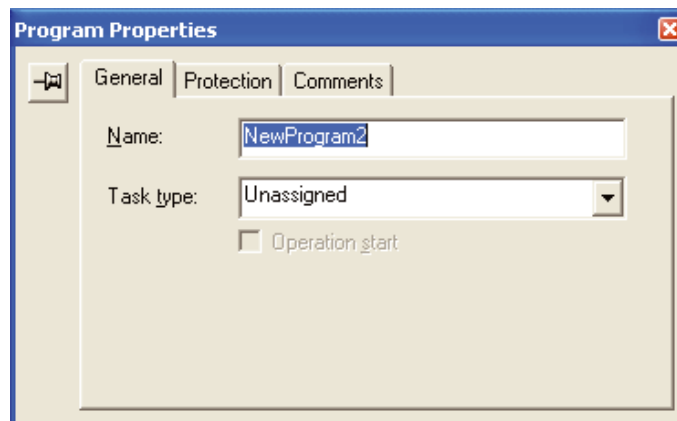 Program Properties
General Protection Comments
Name: NewProgram2
Task type: Unassigned
Operation start